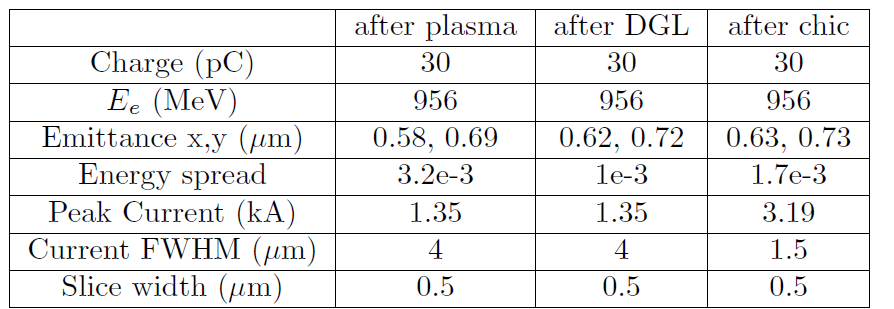 after plasma after DGL after chic
Charge (pC) 30 30 30
E_e (MeV) 956 956 956
Emittance x,y (μm) 0.58, 0.69 0.62, 0.72 0.63, 0.73
Energy spread 3.2e-3 1e-3 1.7e-3
Peak Current (kA) 1.35 1.35 3.19
Current FWHM (μm) 4 4 1.5
Slice width (μm) 0.5 0.5 0.5